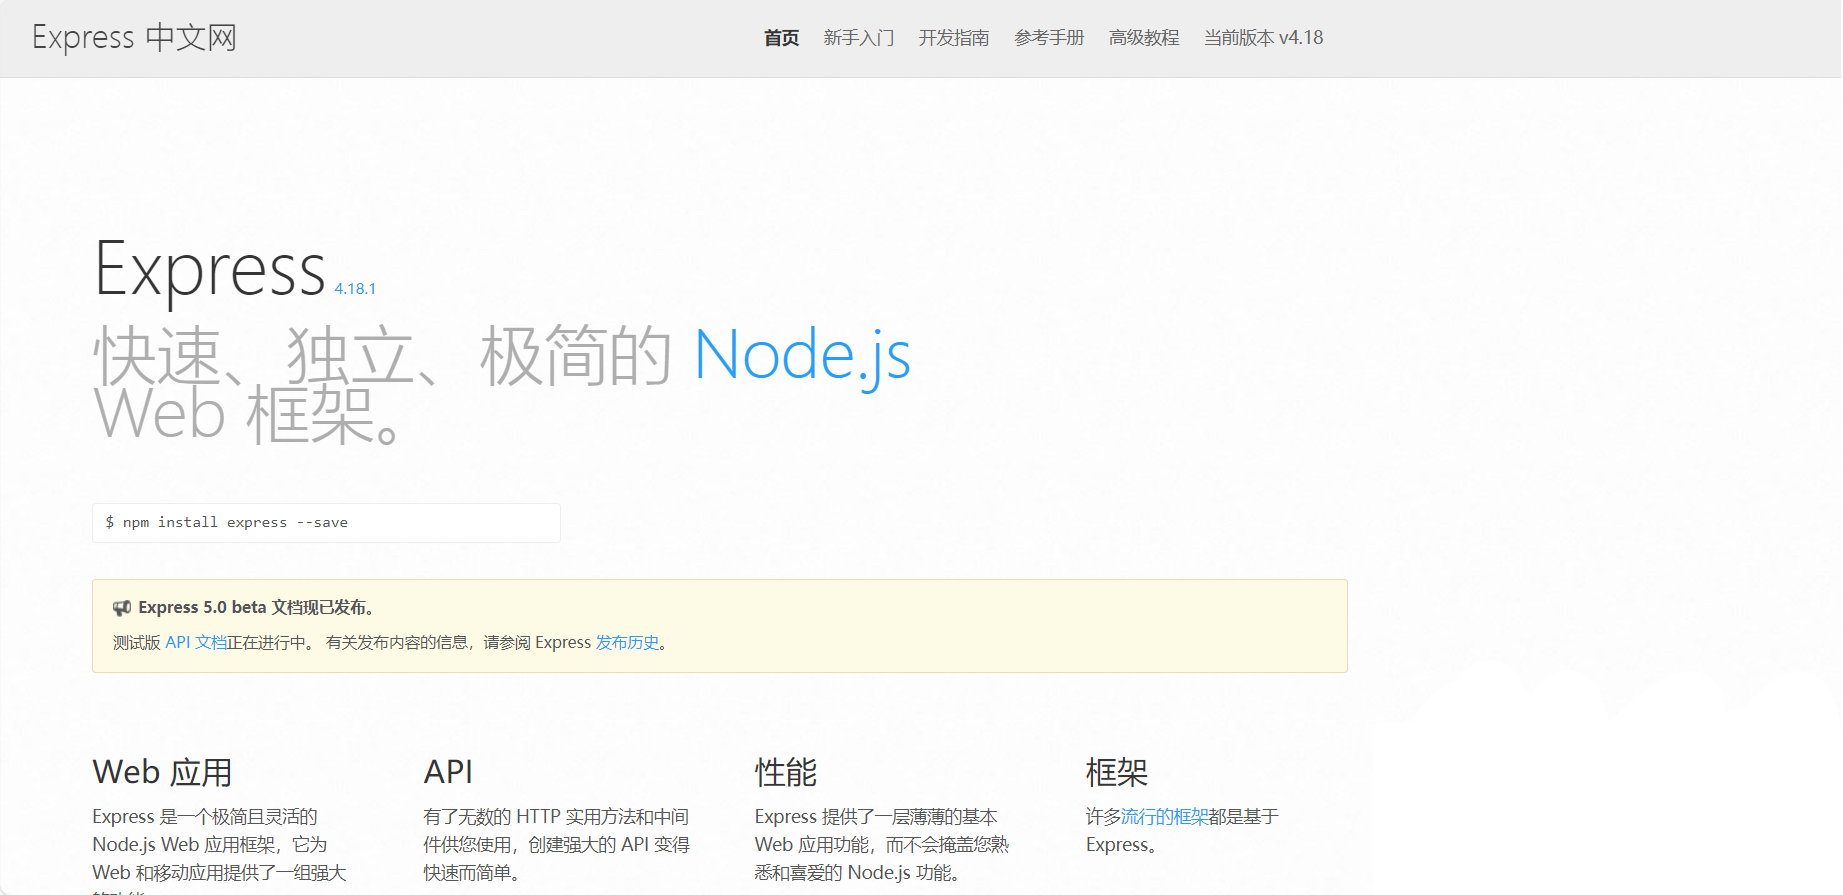 Express 中文网
首页 新手入门 开发指南 参考手册 高级教程 当前版本 v4.18
Express 4.18.1
快速、独立、极简的 Node.js
Web 框架。
$ npm install express --save
Express 5.0 beta 文档现已发布。
测试版 API 文档正在进行中。 有关发布内容的信息，请参阅 Express 发布历史。
Web 应用
Express 是一个极简且灵活的
Node.js Web 应用框架，它为
Web 和移动应用提供了一组强大
API
有了无数的 HTTP 实用方法和中间
件供您使用，创建强大的 API 变得
快速而简单。
性能
Express 提供了一层薄薄的基本
Web 应用功能，而不会掩盖您熟
悉和喜爱的 Node.js 功能。
框架
许多流行的框架都是基于
Express。